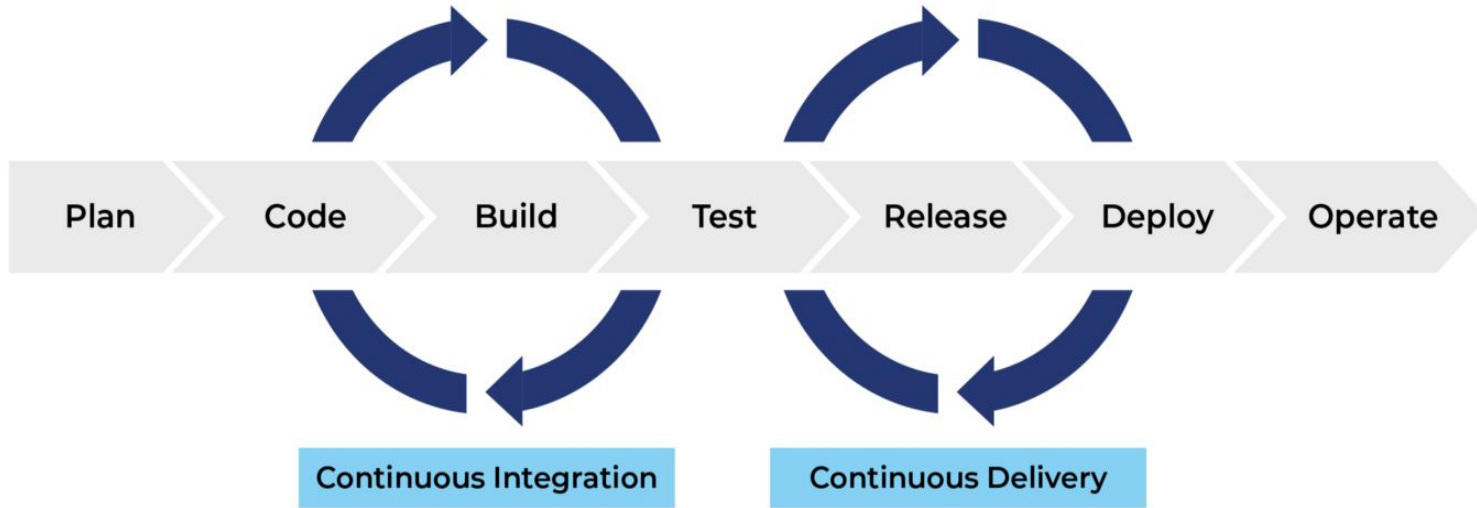 Plan
Code
Build
Test
Release
Deploy
Operate
Continuous Integration
Continuous Delivery